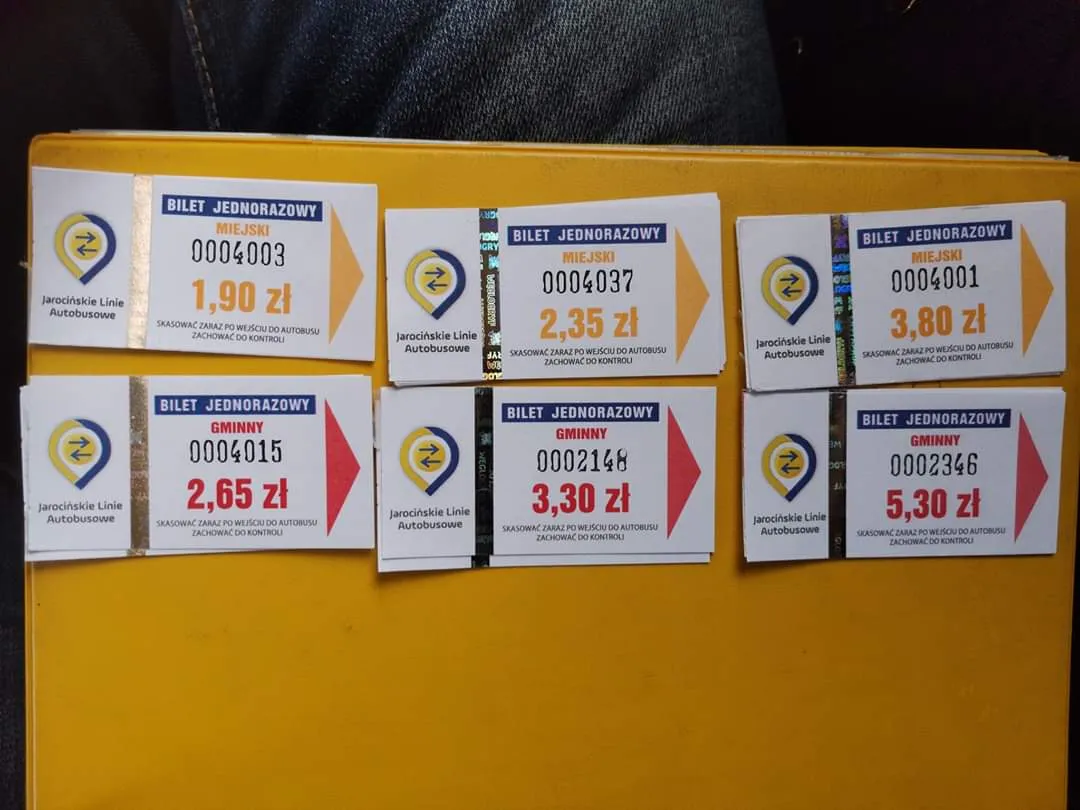 BILET JEDNORAZOWY
MIEJSKI
0004003
1,90 zł
SKASOWAĆ ZARAZ PO WEJŚCIU DO AUTOBUSU
ZACHOWAĆ DO KONTROLI
Jarocińskie Linie
Autobusowe
BILET JEDNORAZOWY
MIEJSKI
0004037
2,35 zł
SKASOWAĆ ZARAZ PO WEJŚCIU DO AUTOBUSU
ZACHOWAĆ DO KONTROLI
Jarocińskie Linie
Autobusowe
BILET JEDNORAZOWY
MIEJSKI
0004001
3,80 zł
SKASOWAĆ ZARAZ PO WEJŚCIU DO AUTOBUSU
ZACHOWAĆ DO KONTROLI
Jarocińskie Linie
Autobusowe
BILET JEDNORAZOWY
GMINNY
0004015
2,65 zł
SKASOWAĆ ZARAZ PO WEJŚCIU DO AUTOBUSU
ZACHOWAĆ DO KONTROLI
Jarocińskie Linie
Autobusowe
BILET JEDNORAZOWY
GMINNY
0002148
3,30 zł
SKASOWAĆ ZARAZ PO WEJŚCIU DO AUTOBUSU
ZACHOWAĆ DO KONTROLI
Jarocińskie Linie
Autobusowe
BILET JEDNORAZOWY
GMINNY
0002346
5,30 zł
SKASOWAĆ ZARAZ PO WEJŚCIU DO AUTOBUSU
ZACHOWAĆ DO KONTROLI
Jarocińskie Linie
Autobusowe